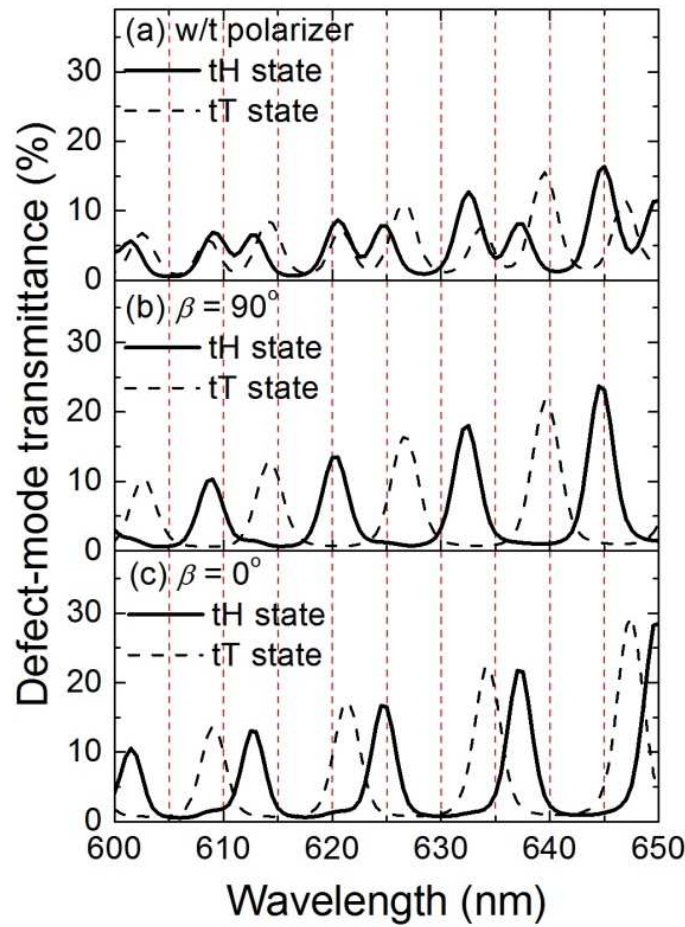 (a) w/t polarizer
tH state
tT state
30
20
10
0
(b) β = 90°
tH state
tT state
30
20
10
0
(c) β = 0°
tH state
tT state
30
20
10
0
600 610 620 630 640 650
Wavelength (nm)
Defect-mode transmittance (%)